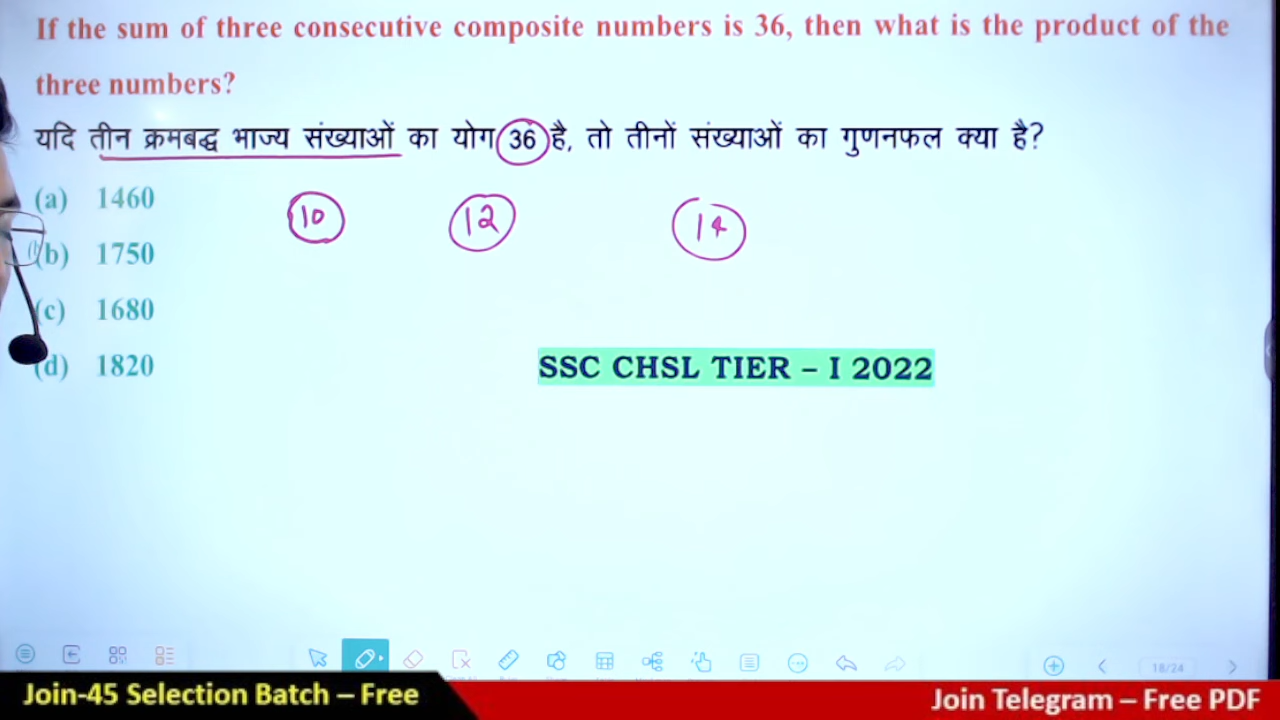 If the sum of three consecutive composite numbers is 36, then what is the product of the
three numbers?
यदि तीन क्रमबद्ध भाज्य संख्याओं का योग 36 है, तो तीनों संख्याओं का गुणनफल क्या है?
(a) 1460
10 12 14
(b) 1750
(c) 1680
(d) 1820
SSC CHSL TIER – I 2022
18/24
Join-45 Selection Batch – Free
Join Telegram – Free PDF